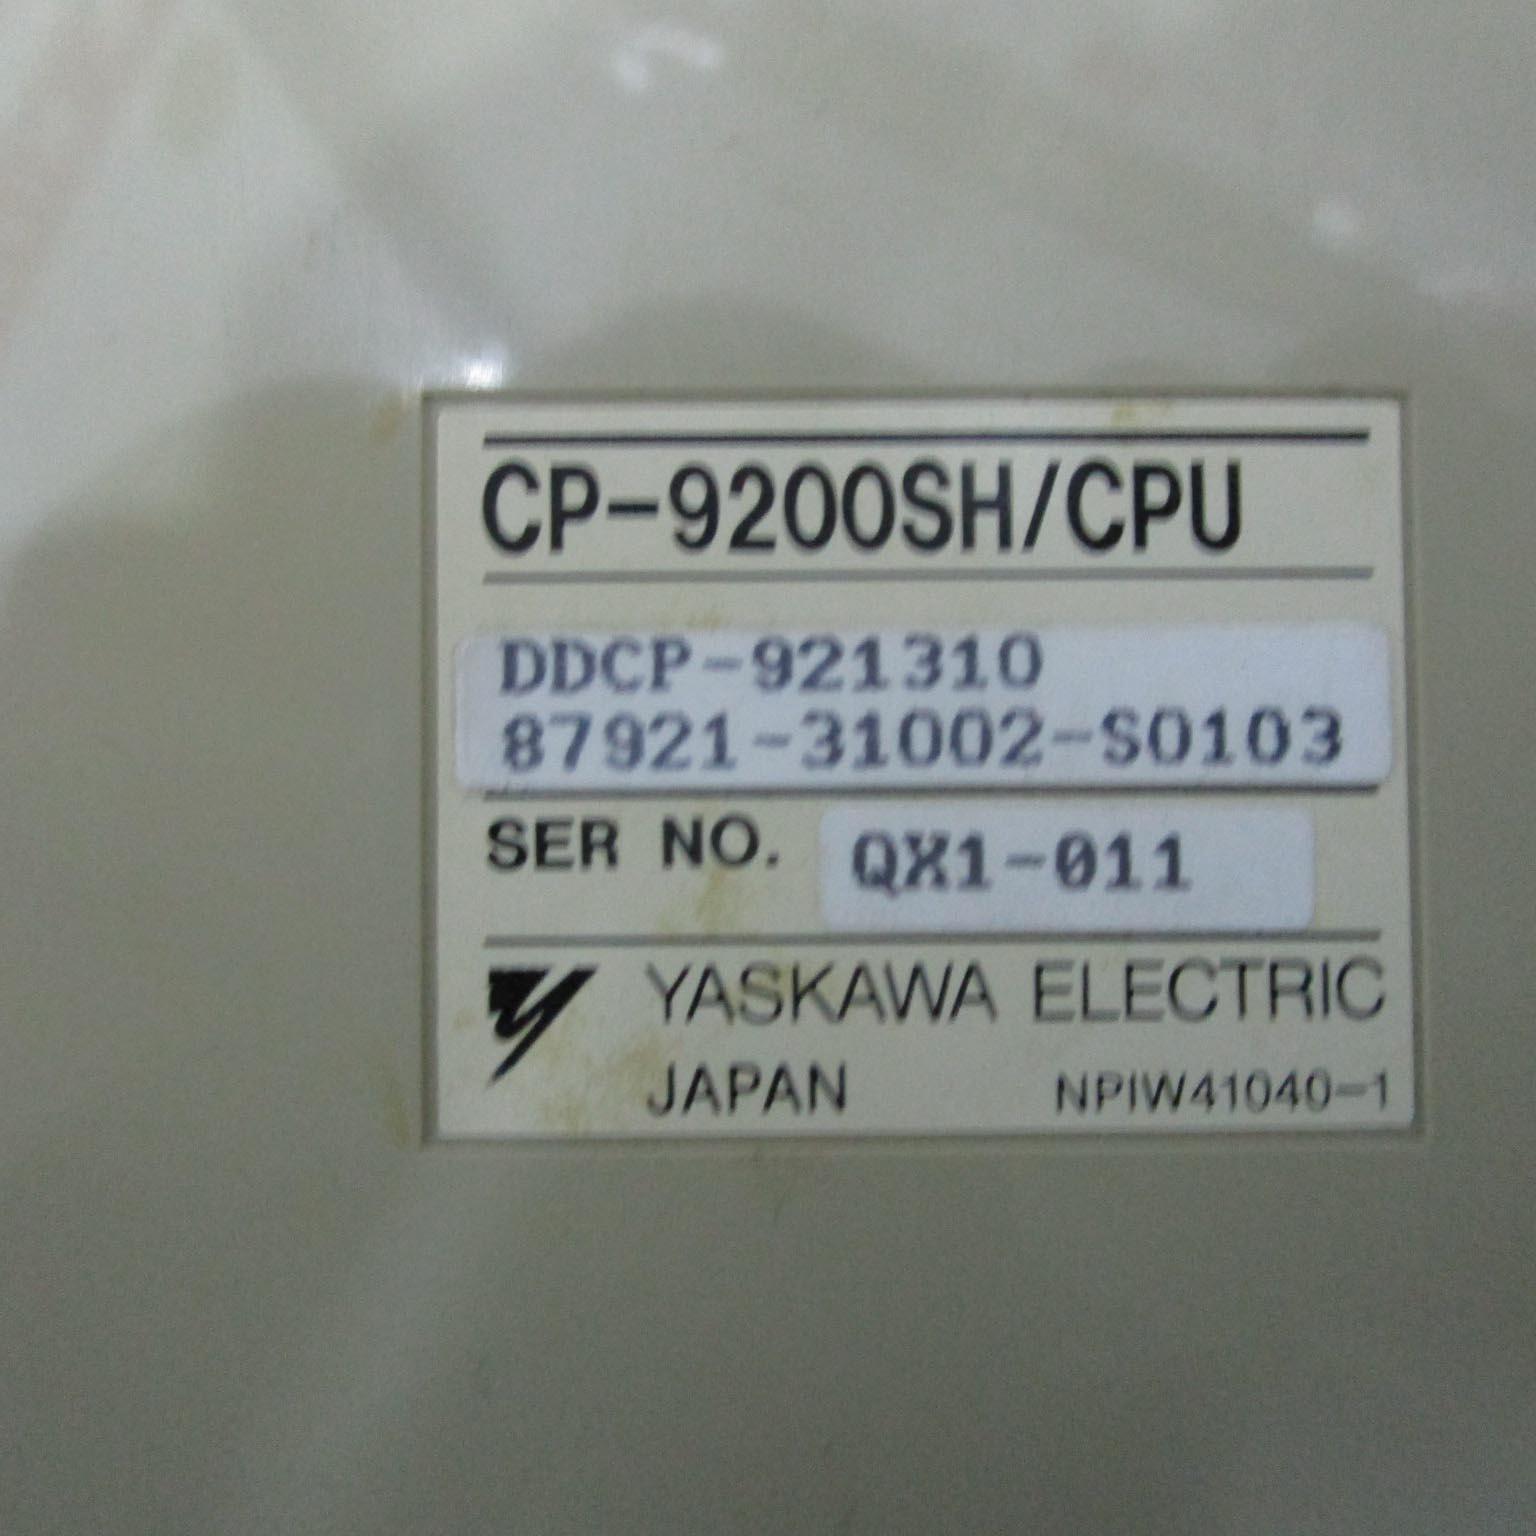 CP-9200SH/CPU
DDCP-921310
87921-31002-S0103
SER NO. QX1-011
YASKAWA ELECTRIC
JAPAN NPIW41040-1